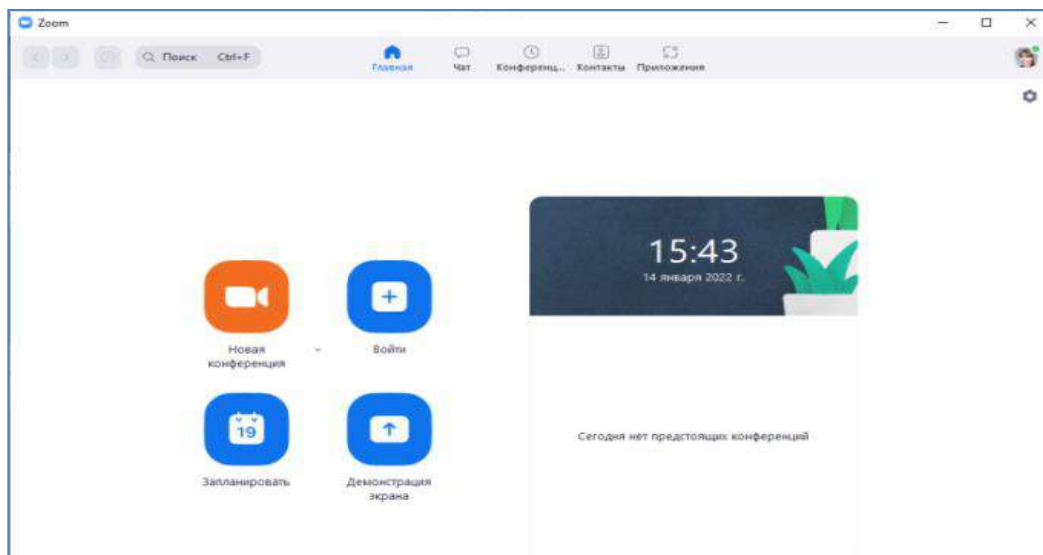 Zoom
Поиск Ctrl+F
Главная
Чат
Конференц...
Контакты
Приложения
15:43
14 января 2022 г.
Новая
конференция
Войти
19
Запланировать
Демонстрация
экрана
Сегодня нет предстоящих конференций